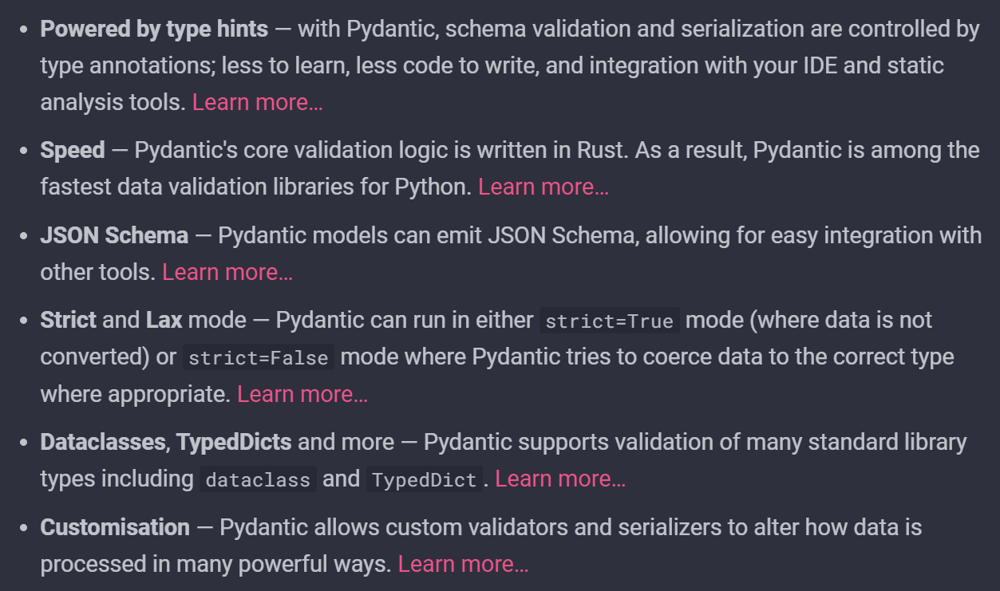 • Powered by type hints — with Pydantic, schema validation and serialization are controlled by
type annotations; less to learn, less code to write, and integration with your IDE and static
analysis tools. Learn more…
• Speed — Pydantic's core validation logic is written in Rust. As a result, Pydantic is among the
fastest data validation libraries for Python. Learn more…
• JSON Schema — Pydantic models can emit JSON Schema, allowing for easy integration with
other tools. Learn more…
• Strict and Lax mode — Pydantic can run in either strict=True mode (where data is not
converted) or strict=False mode where Pydantic tries to coerce data to the correct type
where appropriate. Learn more…
• Dataclasses, TypedDicts and more — Pydantic supports validation of many standard library
types including dataclass and TypedDict. Learn more…
• Customisation — Pydantic allows custom validators and serializers to alter how data is
processed in many powerful ways. Learn more…